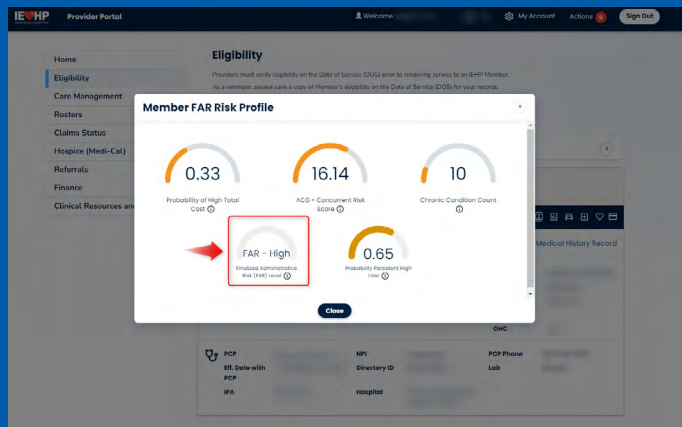 IEHP Provider Portal Welcome My Account Actions Sign Out
Home
Eligibility
Care Management
Rosters
Claims Status
Hospice (Medi-Cal)
Referrals
Finance
Clinical Resources an
Eligibility
Providers must verify eligibility on the Date of Service (DOS) prior to rendering service to an IEHP Member.
As a reminder, please save a copy of Member's eligibility on the Date of Service (DOS) for your records.
Member FAR Risk Profile
0.33
Probability of High Total
Cost
16.14
ACG - Concurrent Risk
Score
10
Chronic Condition Count
FAR - High
Finalized Administrative
Risk (FAR) Level
0.65
Probability Persistent High
User
Close
Medical History Record
OHC
PCP NPI PCP Phone
Eff. Date with Directory ID Lab
PCP
IPA Hospital